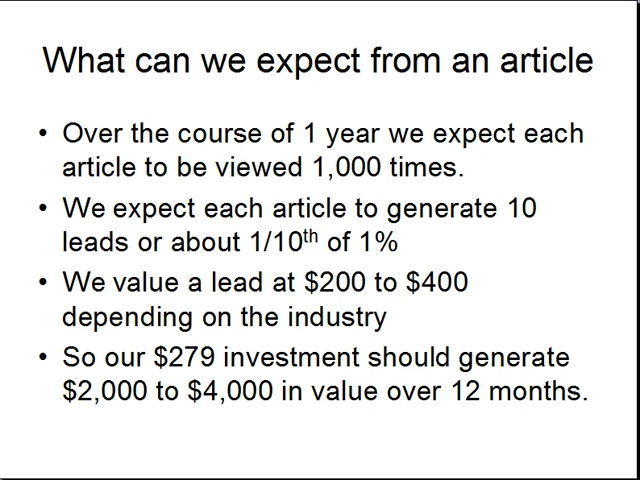 What can we expect from an article
• Over the course of 1 year we expect each
article to be viewed 1,000 times.
• We expect each article to generate 10
leads or about 1/10th of 1%
• We value a lead at $200 to $400
depending on the industry
• So our $279 investment should generate
$2,000 to $4,000 in value over 12 months.